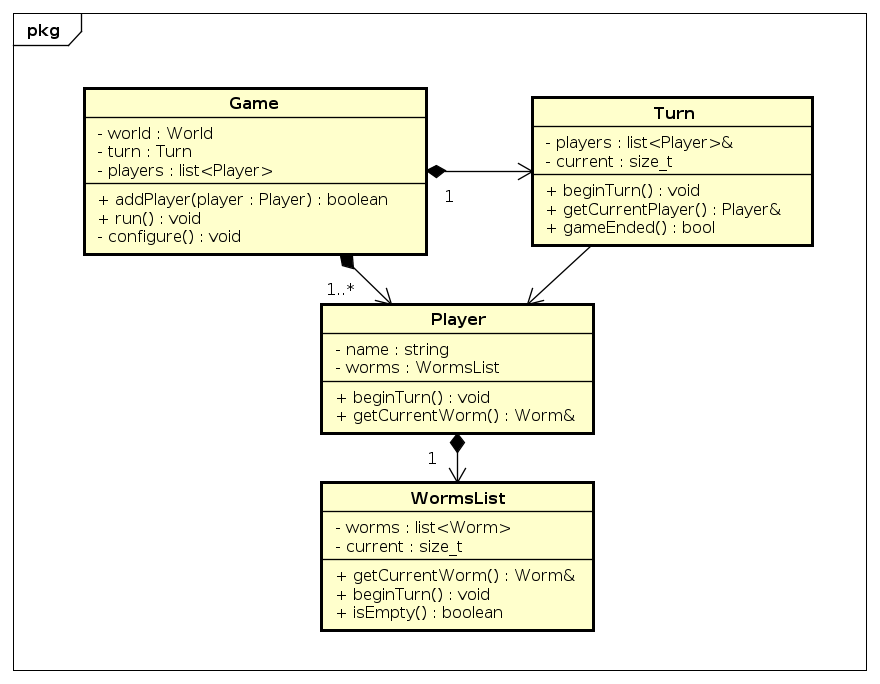 pkg
Game
- world : World
- turn : Turn
- players : list<Player>
+ addPlayer(player : Player) : boolean
+ run() : void
- configure() : void
1
Turn
- players : list<Player>&
- current : size_t
+ beginTurn() : void
+ getCurrentPlayer() : Player&
+ gameEnded() : bool
1..*
Player
- name : string
- worms : WormsList
+ beginTurn() : void
+ getCurrentWorm() : Worm&
1
WormsList
- worms : list<Worm>
- current : size_t
+ getCurrentWorm() : Worm&
+ beginTurn() : void
+ isEmpty() : boolean